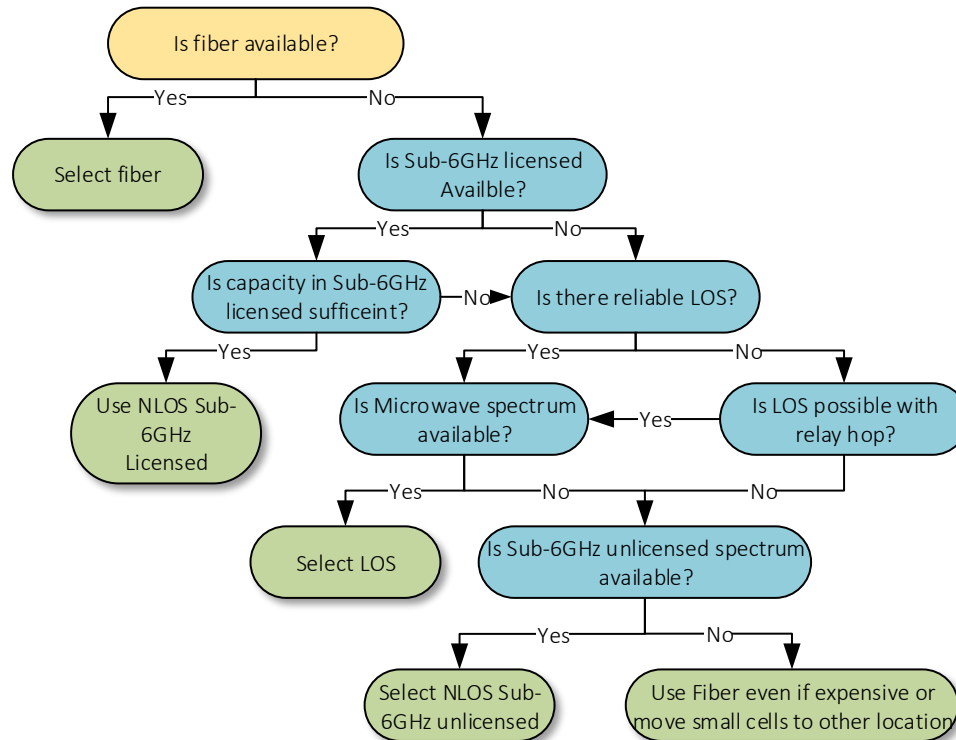 Is fiber available?
Yes
No
Select fiber
Is Sub-6GHz licensed
Availble?
Yes
No
Is capacity in Sub-6GHz
licensed sufficeint?
No
Is there reliable LOS?
Yes
Yes
No
Use NLOS Sub-
6GHz
Licensed
Is Microwave spectrum
available?
Yes
Is LOS possible with
relay hop?
Yes
No
No
Select LOS
Is Sub-6GHz unlicensed spectrum
available?
Yes
No
Select NLOS Sub-
6GHz unlicensed
Use Fiber even if expensive or
move small cells to other location